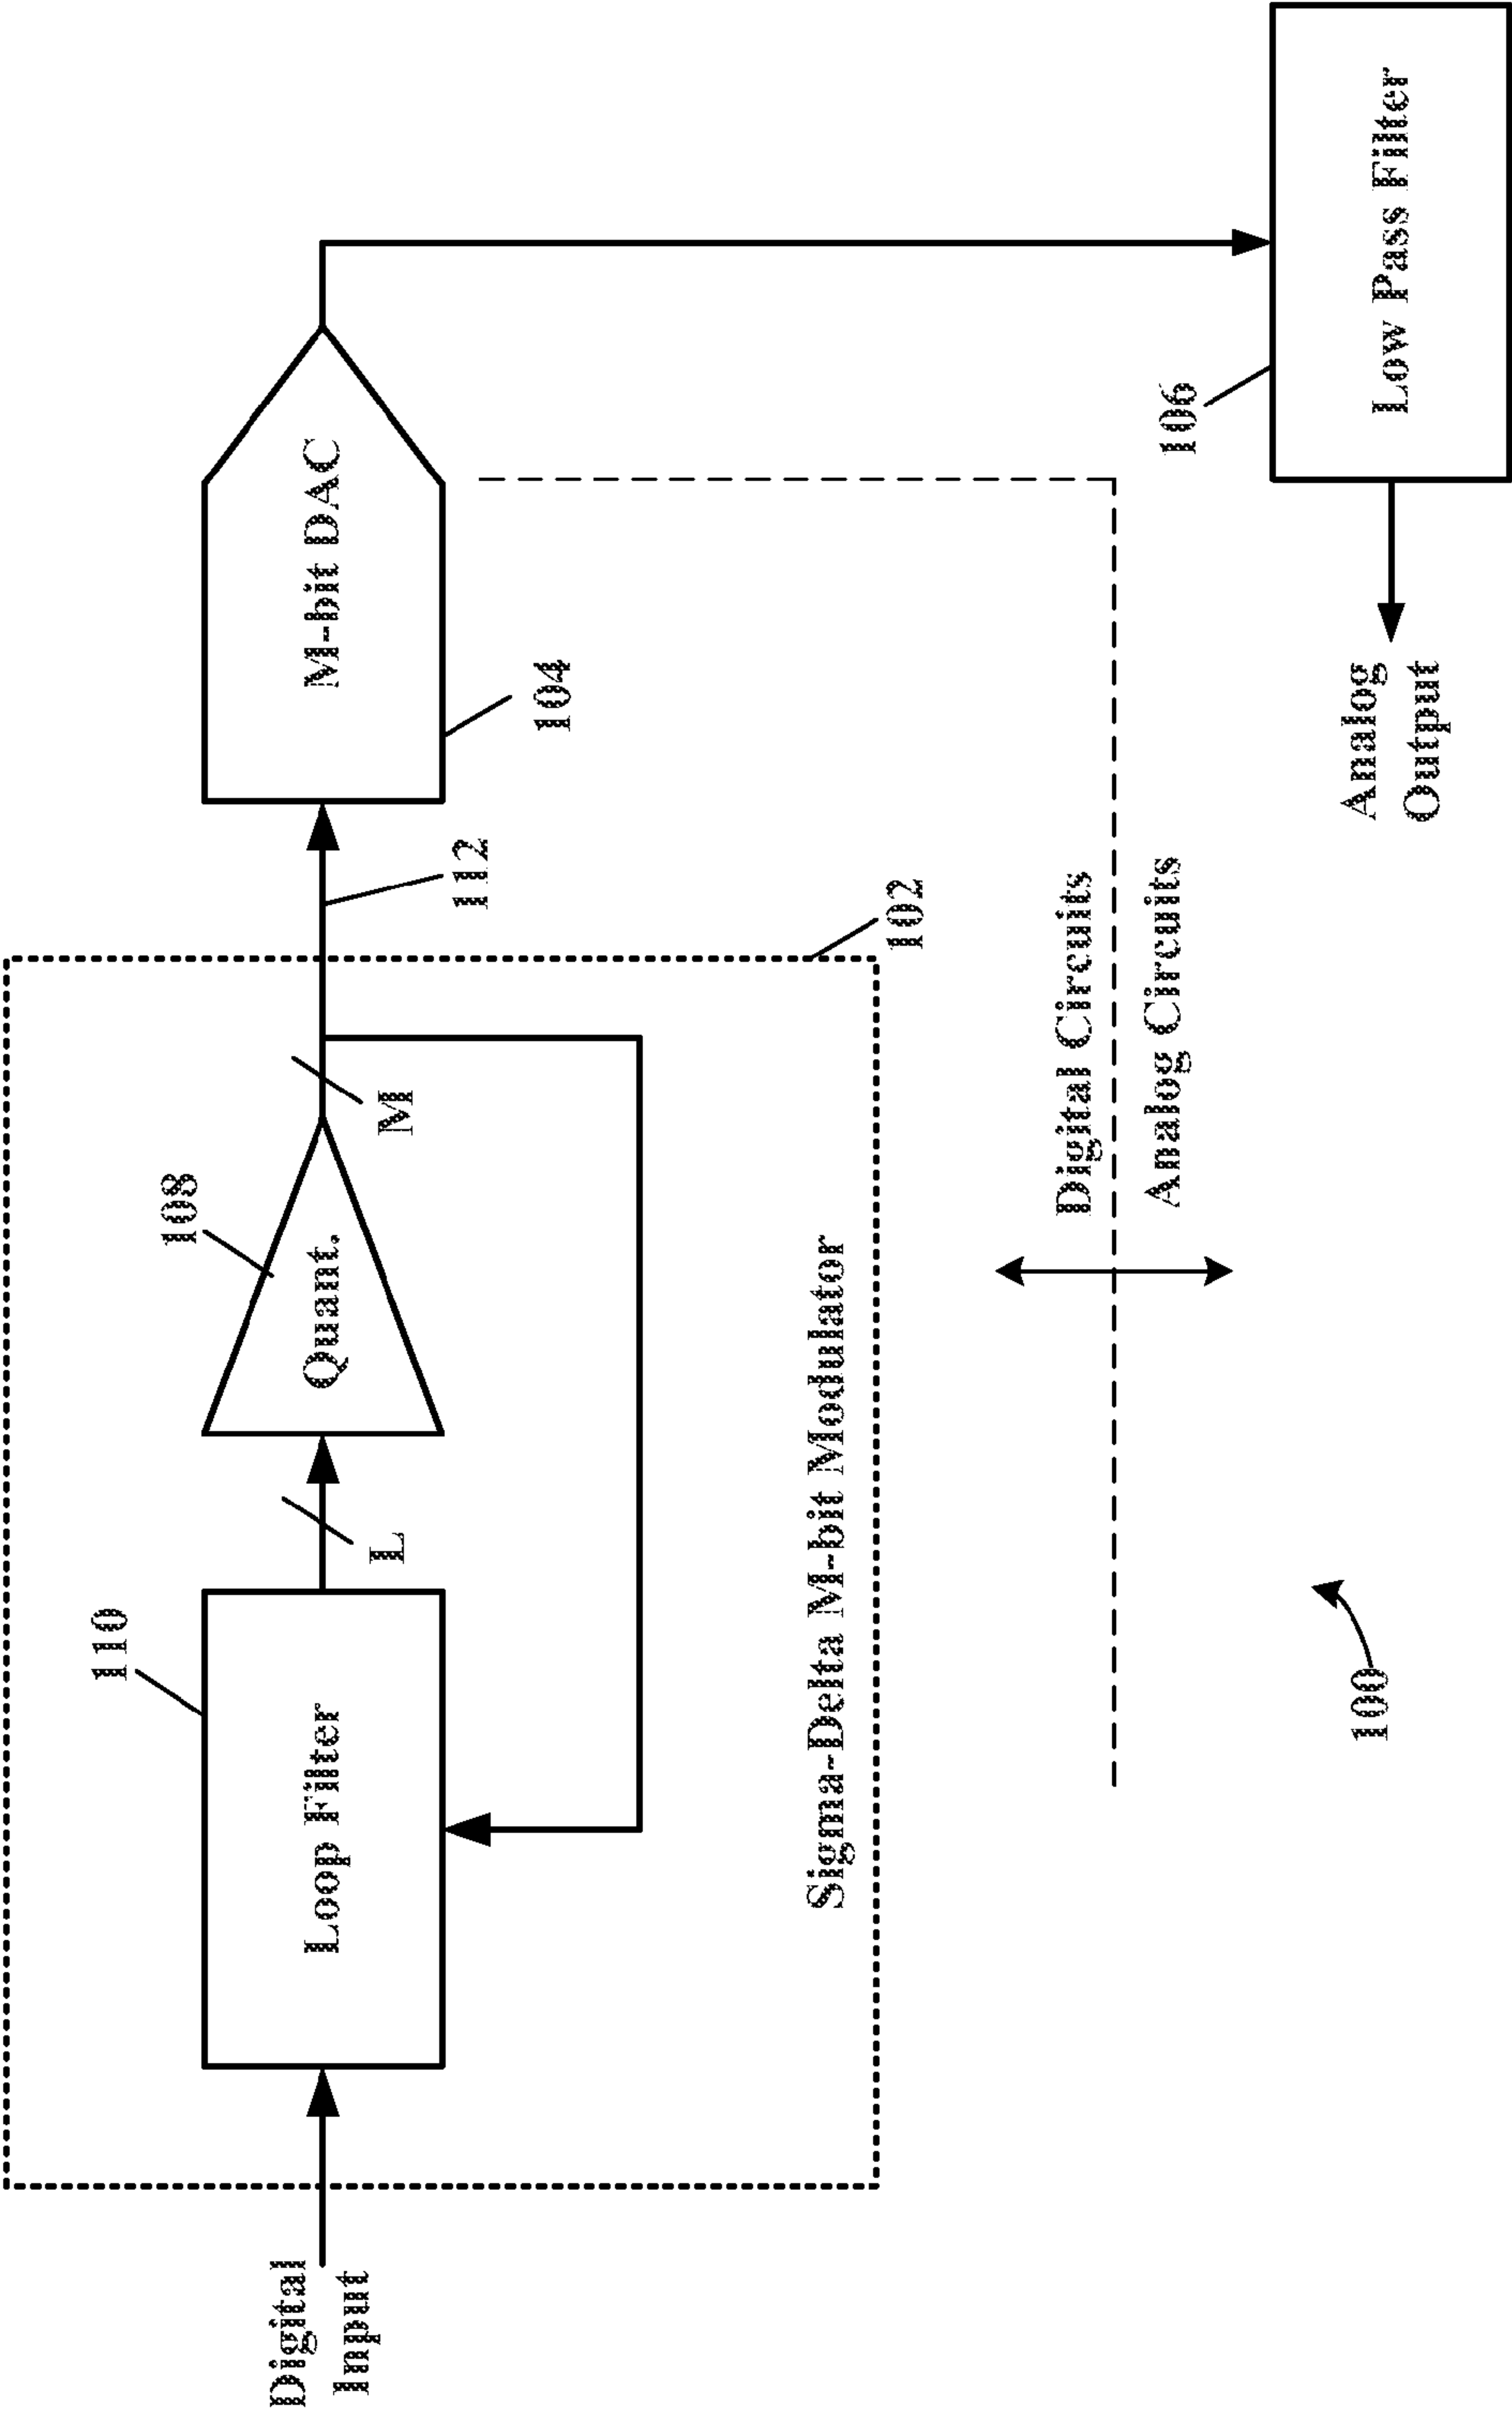 Digital
Input
110
Loop Filter
L
108
Quant.
M
Sigma-Delta M-bit Modulator
102
112
M-bit DAC
104
Digital Circuits
Analog Circuits
106
Low Pass Filter
Analog
Output
100